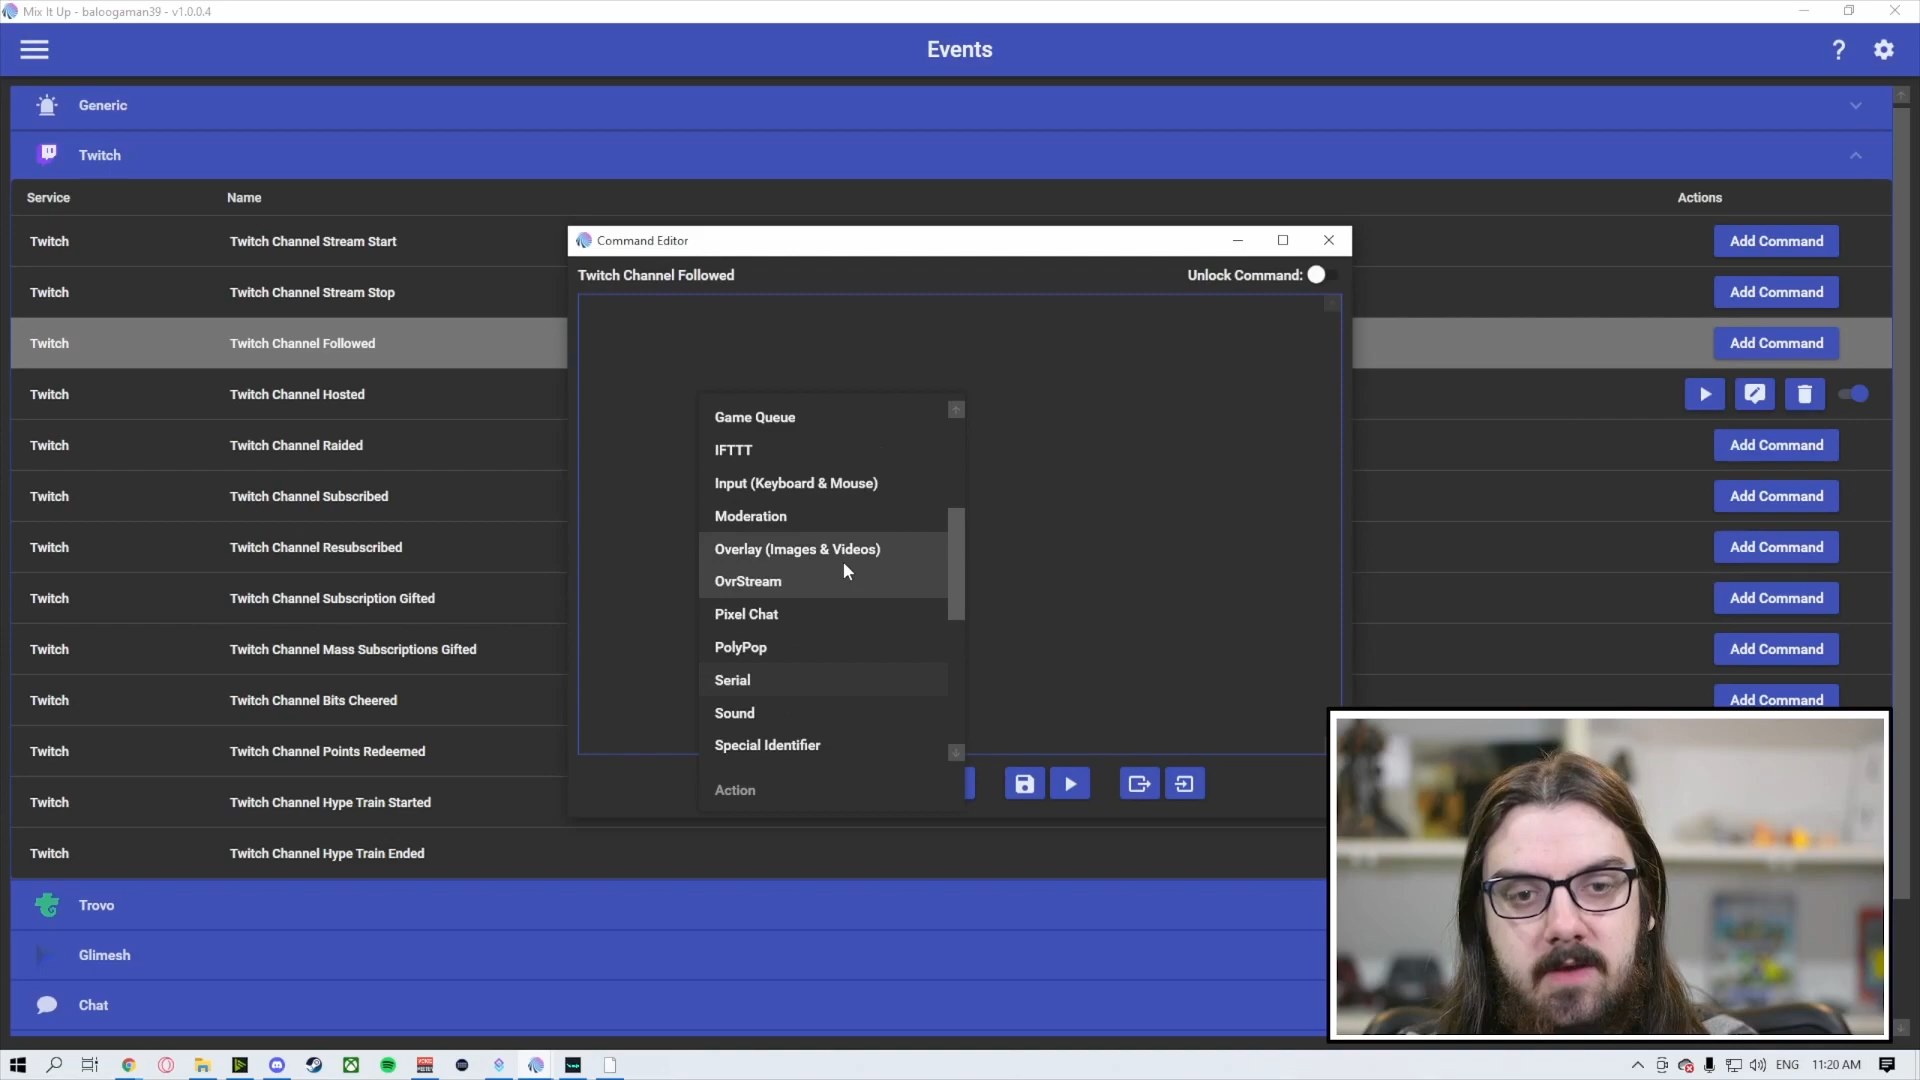 Mix It Up - baloogaman39 - v1.0.0.4
Events
?
Generic
Twitch
Service Name Actions
Twitch Twitch Channel Stream Start Add Command
Twitch Twitch Channel Stream Stop Add Command
Twitch Twitch Channel Followed Add Command
Twitch Twitch Channel Hosted
Twitch Twitch Channel Raided Add Command
Twitch Twitch Channel Subscribed Add Command
Twitch Twitch Channel Resubscribed Add Command
Twitch Twitch Channel Subscription Gifted Add Command
Twitch Twitch Channel Mass Subscriptions Gifted Add Command
Twitch Twitch Channel Bits Cheered Add Command
Twitch Twitch Channel Points Redeemed
Twitch Twitch Channel Hype Train Started
Twitch Twitch Channel Hype Train Ended
Trovo
Glimesh
Chat
Command Editor
Twitch Channel Followed Unlock Command:
Game Queue
IFTTT
Input (Keyboard & Mouse)
Moderation
Overlay (Images & Videos)
OvrStream
Pixel Chat
PolyPop
Serial
Sound
Special Identifier
Action
ENG 11:20 AM